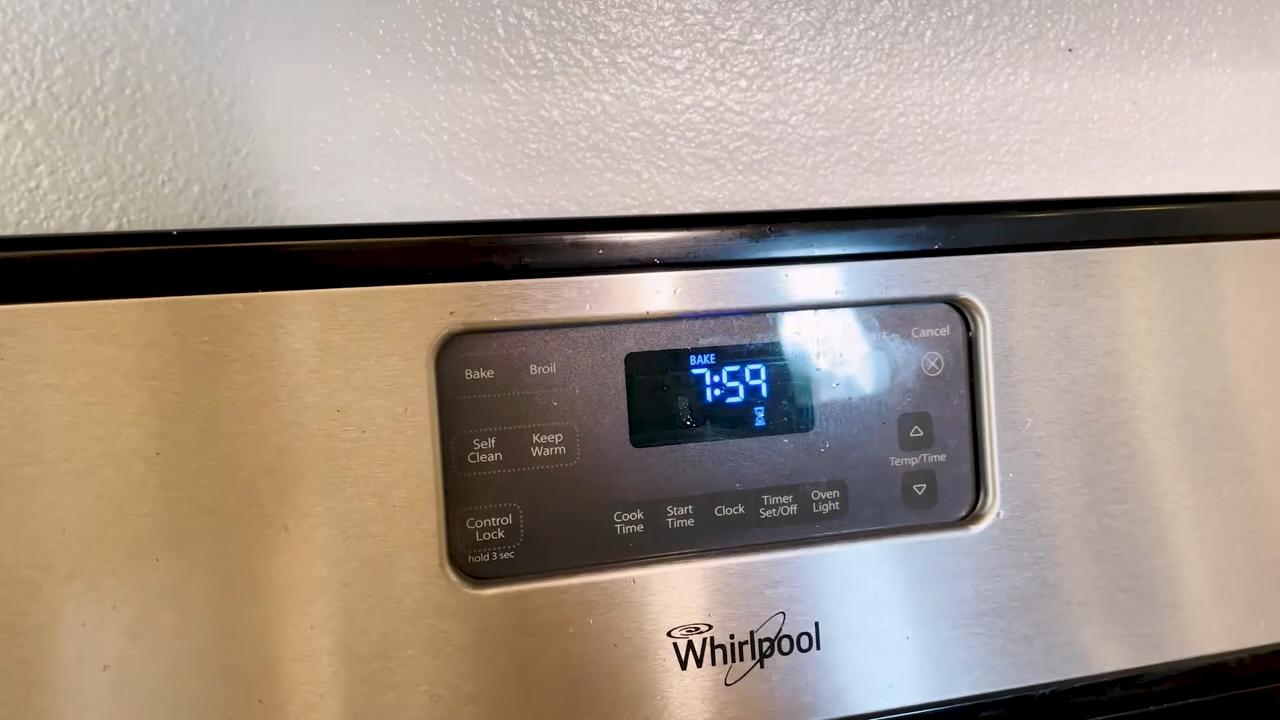 Bake
Broil
BAKE
7:59
Cancel
Self
Clean
Keep
Warm
Temp/Time
Control
Lock
hold 3 sec
Cook
Time
Start
Time
Clock
Timer
Set/Off
Oven
Light
Whirlpool